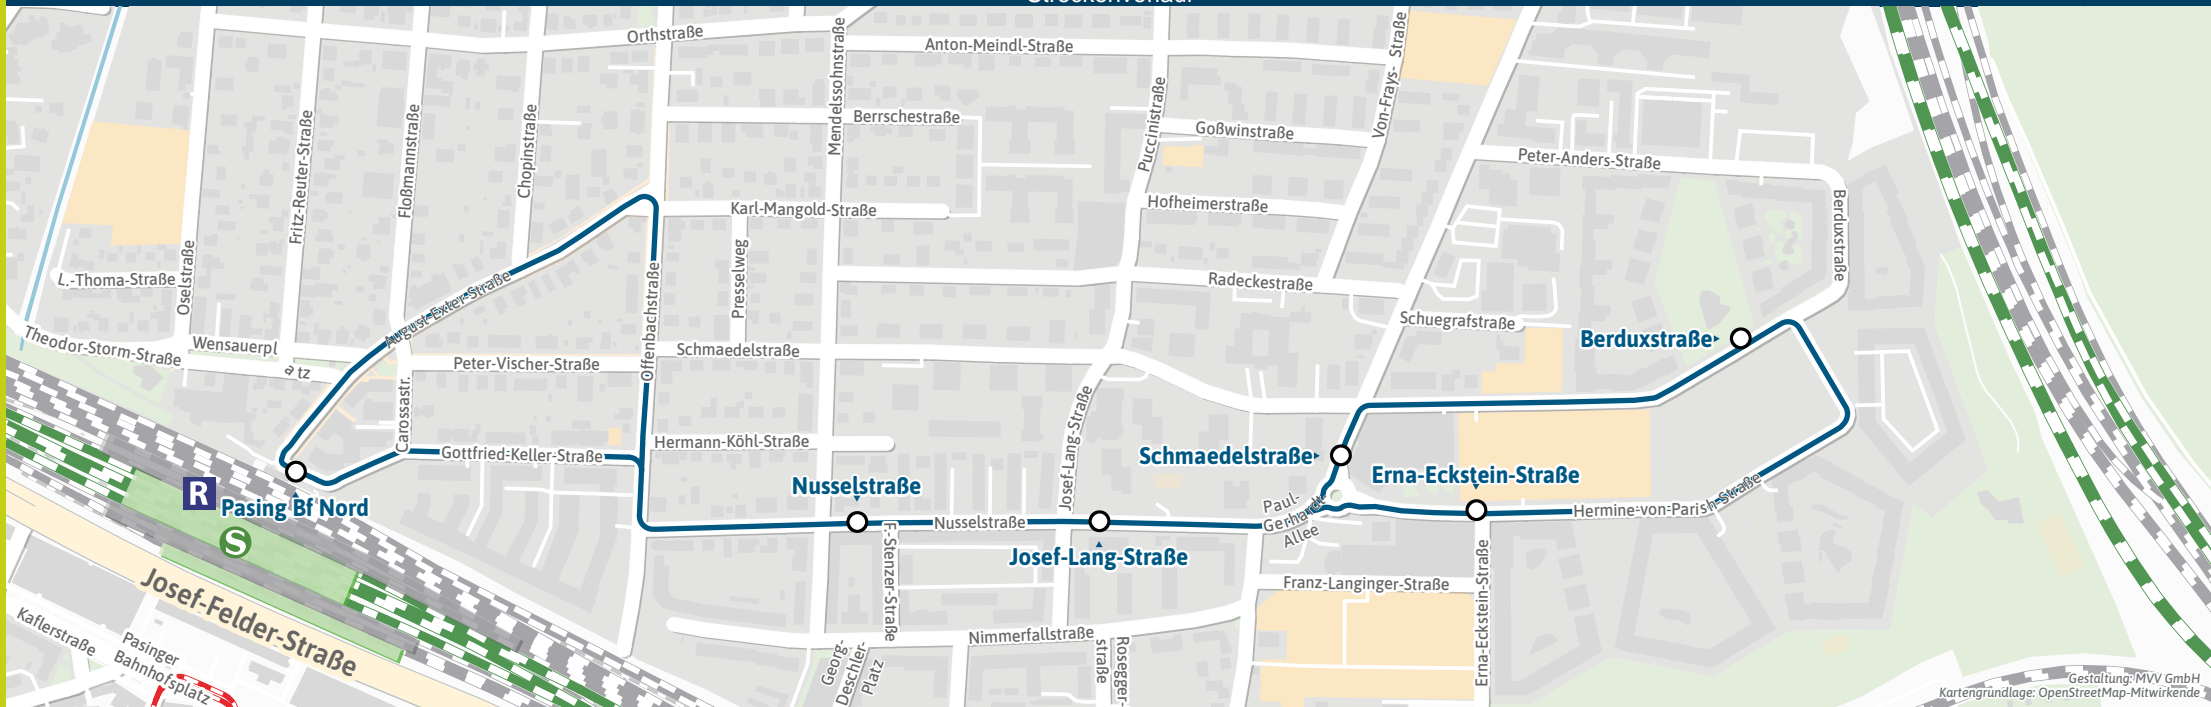 Orthstraße
Anton-Meindl-Straße
Mendelssohnstraße
Von-Frays- Straße
Berrschestraße
Goßwinstraße
Puccinistraße
Fritz-Reuter-Straße
Floßmannstraße
Chopinstraße
Peter-Anders-Straße
Berduxstraße
Karl-Mangold-Straße
Hofheimerstraße
Oselstraße
Presselweg
L.-Thoma-Straße
Radeckestraße
August-Exter-Straße
Offenbachstraße
Schuegrafstraße
Theodor-Storm-Straße
Wensauerpl
a tz
Peter-Vischer-Straße
Schmaedelstraße
Berduxstraße
Carossastr.
Josef-Lang-Straße
Hermann-Köhl-Straße
Gottfried-Keller-Straße
Schmaedelstraße
Erna-Eckstein-Straße
Nusselstraße
R
Pasing Bf Nord
S
Paul-
Gerhardt-
Allee
Hermine-von-Parish-Straße
Nusselstraße
F.-Stenzer-Straße
Josef-Lang-Straße
Erna-Eckstein-Straße
Franz-Langinger-Straße
Josef-Felder-Straße
Kaflerstraße
Pasinger
Bahnhofsplatz
Nimmerfallstraße
Georg-
Deschler-
Platz
Rosegger-
straße
Gestaltung: MVV GmbH
Kartengrundlage: OpenStreetMap-Mitwirkende